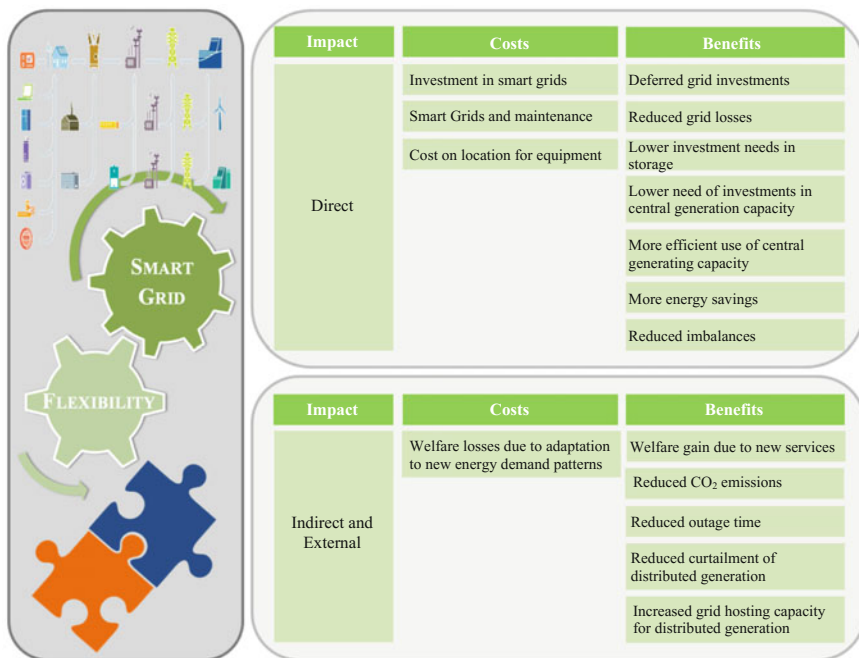 SMART
GRID
FLEXIBILITY
Impact Costs Benefits
Direct
Investment in smart grids
Smart Grids and maintenance
Cost on location for equipment
Deferred grid investments
Reduced grid losses
Lower investment needs in
storage
Lower need of investments in
central generation capacity
More efficient use of central
generating capacity
More energy savings
Reduced imbalances
Impact Costs Benefits
Indirect and
External
Welfare losses due to adaptation
to new energy demand patterns
Welfare gain due to new services
Reduced CO₂ emissions
Reduced outage time
Reduced curtailment of
distributed generation
Increased grid hosting capacity
for distributed generation